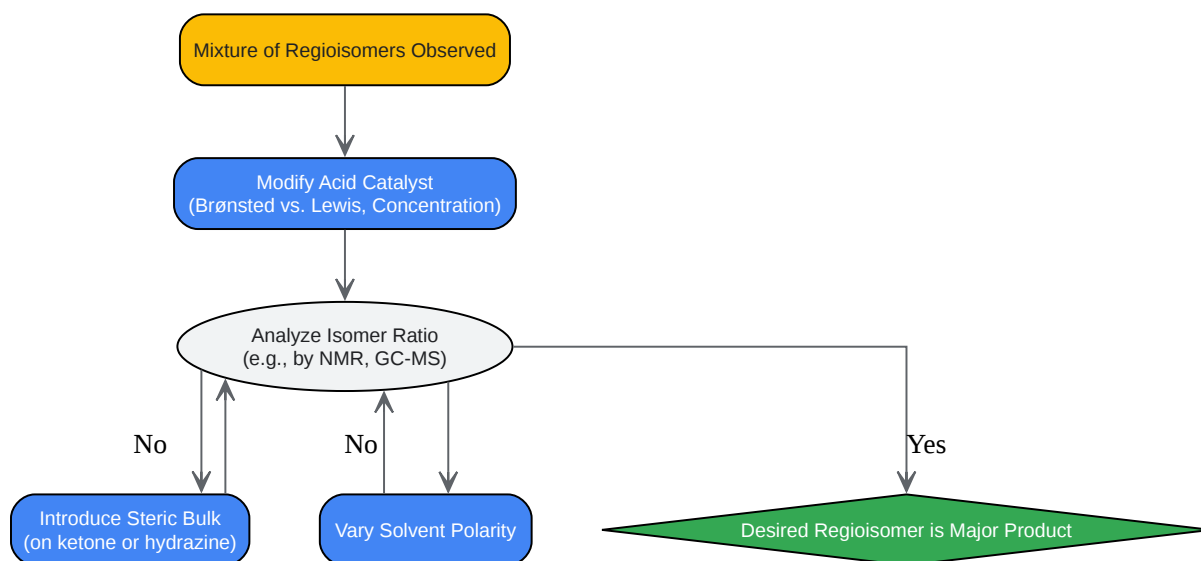 Mixture of Regioisomers Observed
Modify Acid Catalyst
(Brønsted vs. Lewis, Concentration)
Analyze Isomer Ratio
(e.g., by NMR, GC-MS)
No
No
Yes
Introduce Steric Bulk
(on ketone or hydrazine)
Vary Solvent Polarity
Desired Regioisomer is Major Product